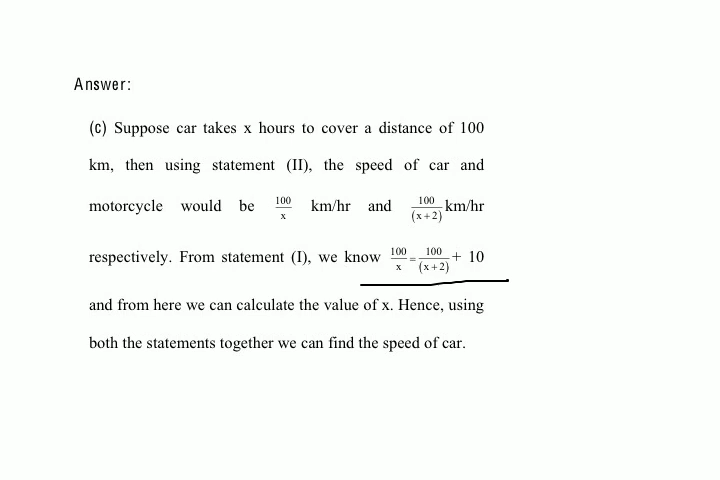 Answer:
(c) Suppose car takes x hours to cover a distance of 100
km, then using statement (II), the speed of car and
motorcycle would be 100/x km/hr and 100/(x+2) km/hr
respectively. From statement (I), we know 100/x = 100/(x+2) + 10
and from here we can calculate the value of x. Hence, using
both the statements together we can find the speed of car.